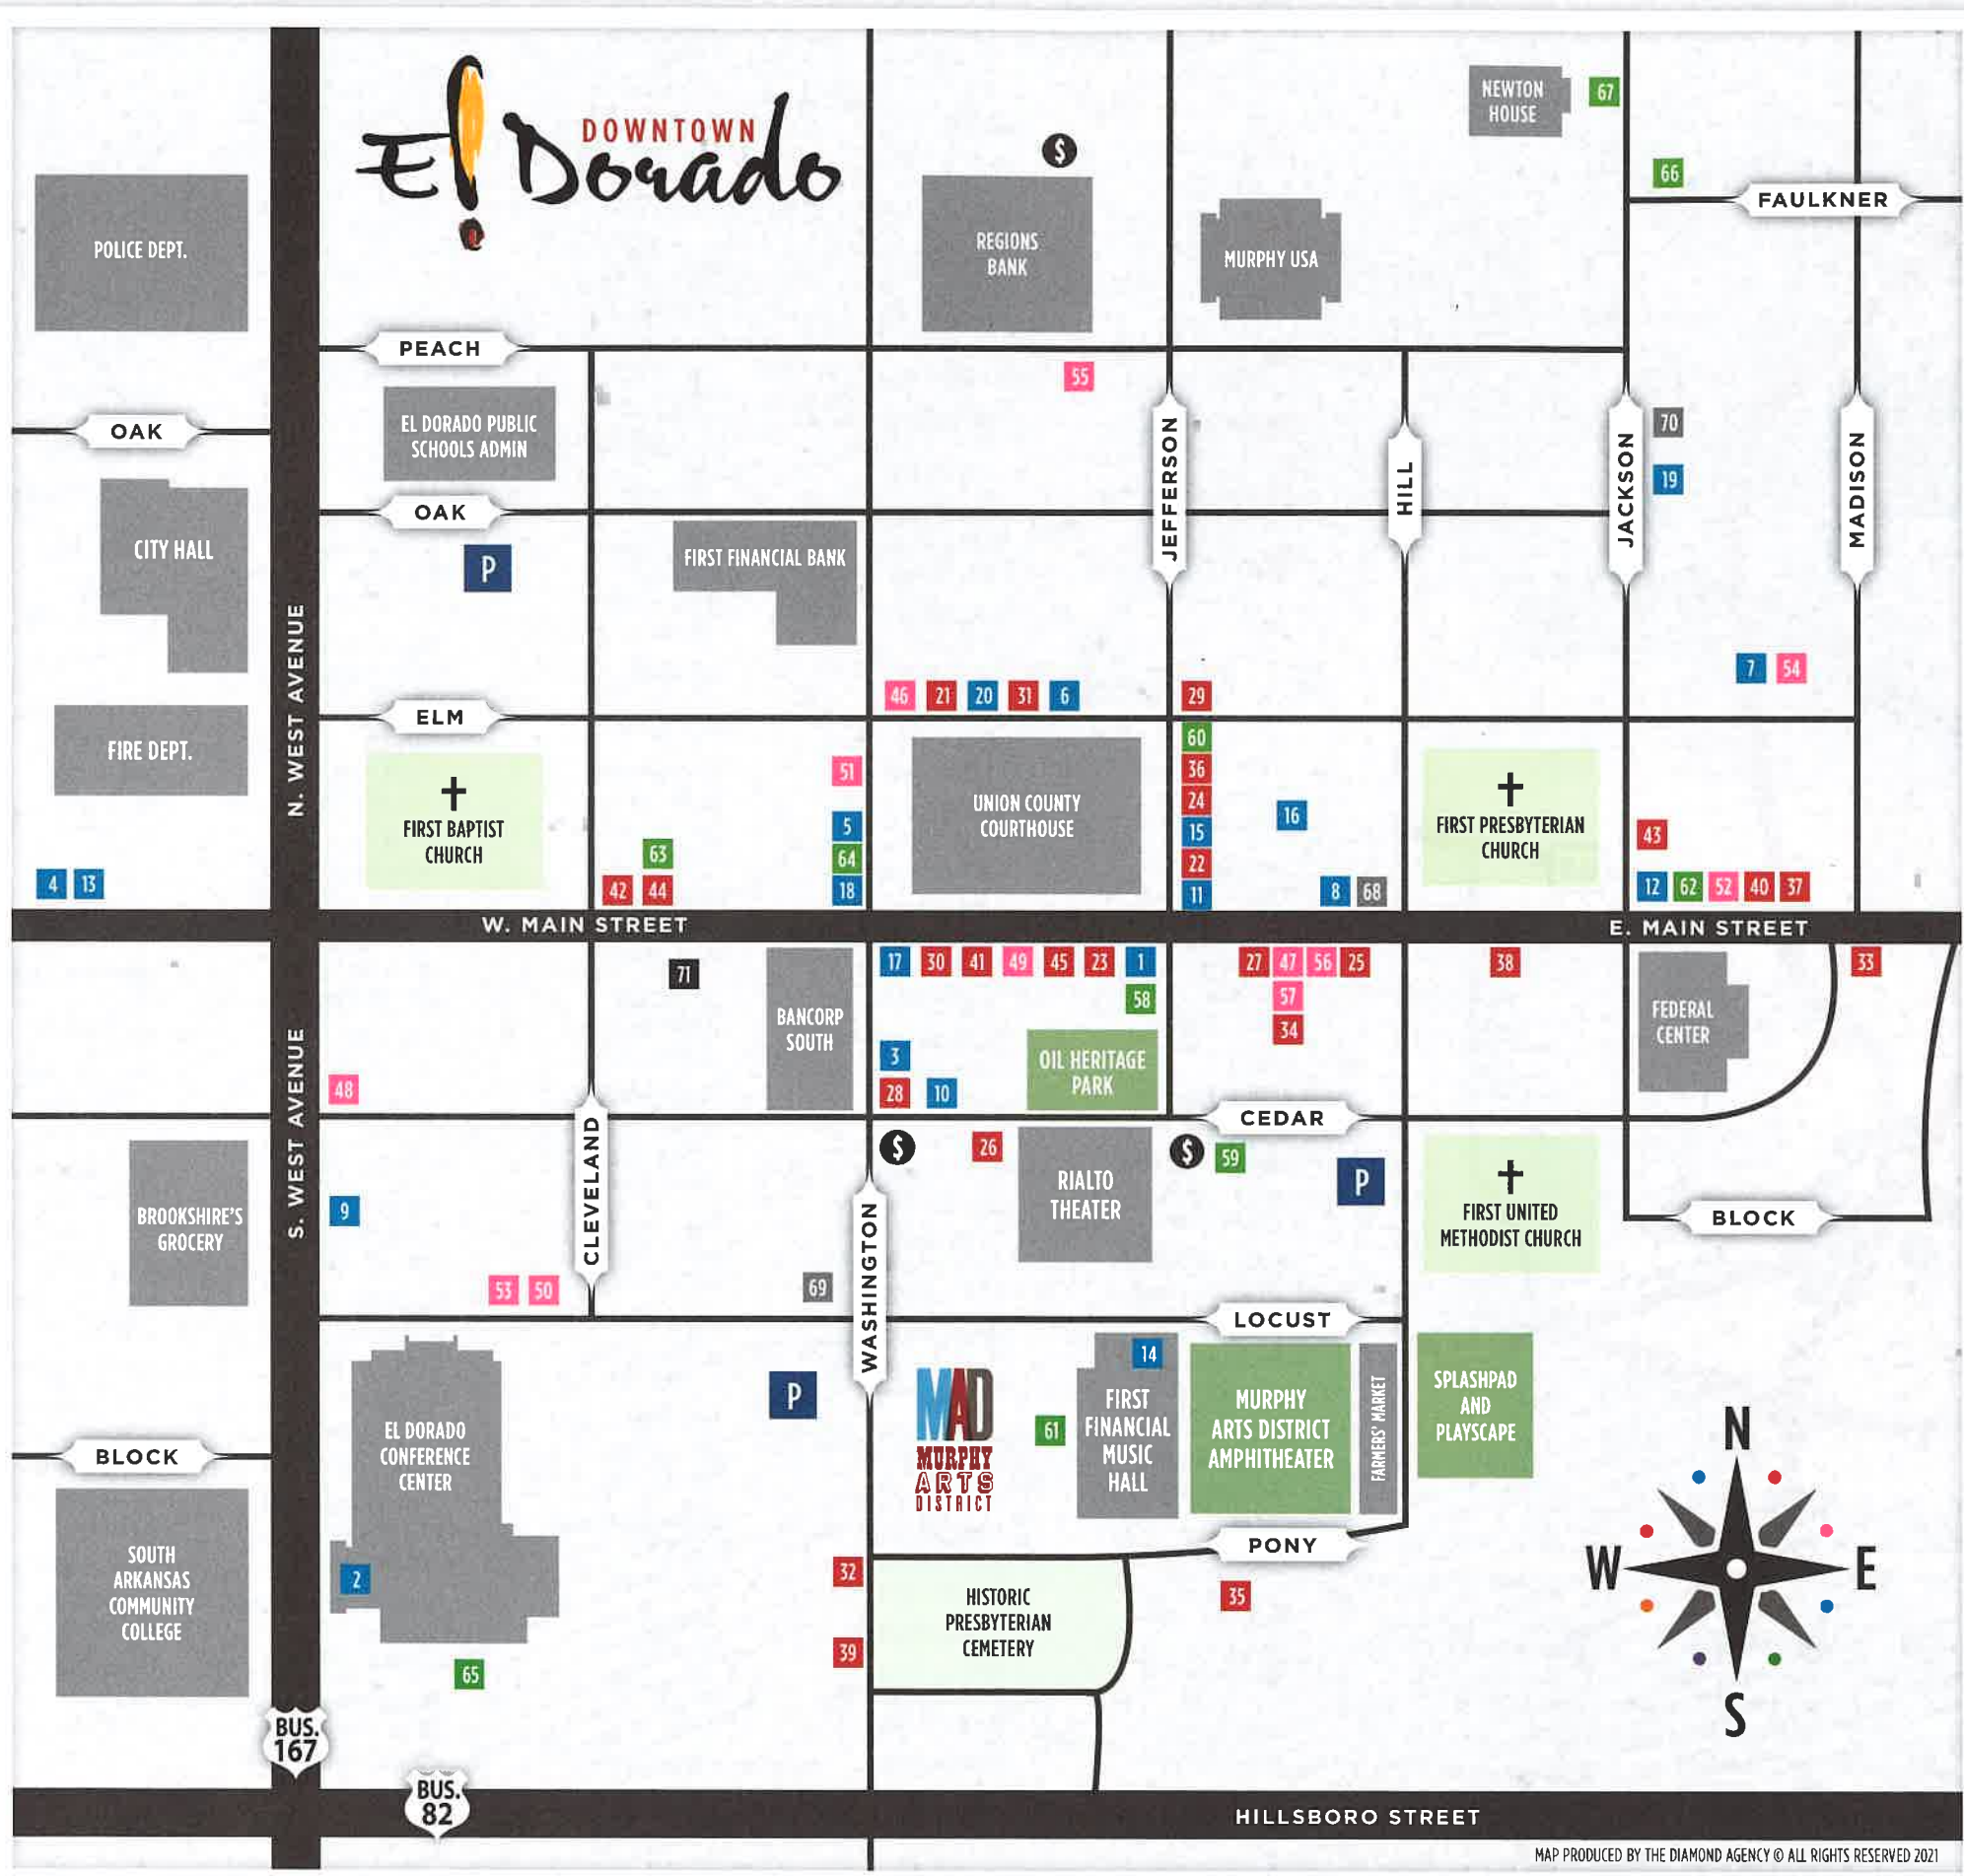 DOWNTOWN
El Dorado
NEWTON
HOUSE
67
66
FAULKNER
$
POLICE DEPT.
REGIONS
BANK
MURPHY USA
PEACH
55
OAK
EL DORADO PUBLIC
SCHOOLS ADMIN
JEFFERSON
HILL
JACKSON
MADISON
70
19
OAK
CITY HALL
P
FIRST FINANCIAL BANK
N. WEST AVENUE
7 54
46 21 20 31 6
29
ELM
FIRE DEPT.
FIRST BAPTIST
CHURCH
51
5
64
18
63
42 44
UNION COUNTY
COURTHOUSE
60
36
24
15
22
11
16
8 68
FIRST PRESBYTERIAN
CHURCH
43
12 62 52 40 37
4 13
W. MAIN STREET
E. MAIN STREET
71
BANCORP
SOUTH
17 30 41 49 45 23 1
58
27 47 56 25
57
34
38
33
FEDERAL
CENTER
3
28 10
OIL HERITAGE
PARK
48
S. WEST AVENUE
CLEVELAND
CEDAR
$
26
RIALTO
THEATER
$
59
P
FIRST UNITED
METHODIST CHURCH
BLOCK
BROOKSHIRE'S
GROCERY
9
53 50
69
WASHINGTON
LOCUST
EL DORADO
CONFERENCE
CENTER
P
MAD
MURPHY
ARTS
DISTRICT
61
14
FIRST
FINANCIAL
MUSIC
HALL
MURPHY
ARTS DISTRICT
AMPHITHEATER
FARMERS' MARKET
SPLASHPAD
AND
PLAYSCAPE
BLOCK
SOUTH
ARKANSAS
COMMUNITY
COLLEGE
2
65
32
39
PONY
35
HISTORIC
PRESBYTERIAN
CEMETERY
N
W
E
S
BUS.
167
BUS.
82
HILLSBORO STREET
MAP PRODUCED BY THE DIAMOND AGENCY © ALL RIGHTS RESERVED 2021